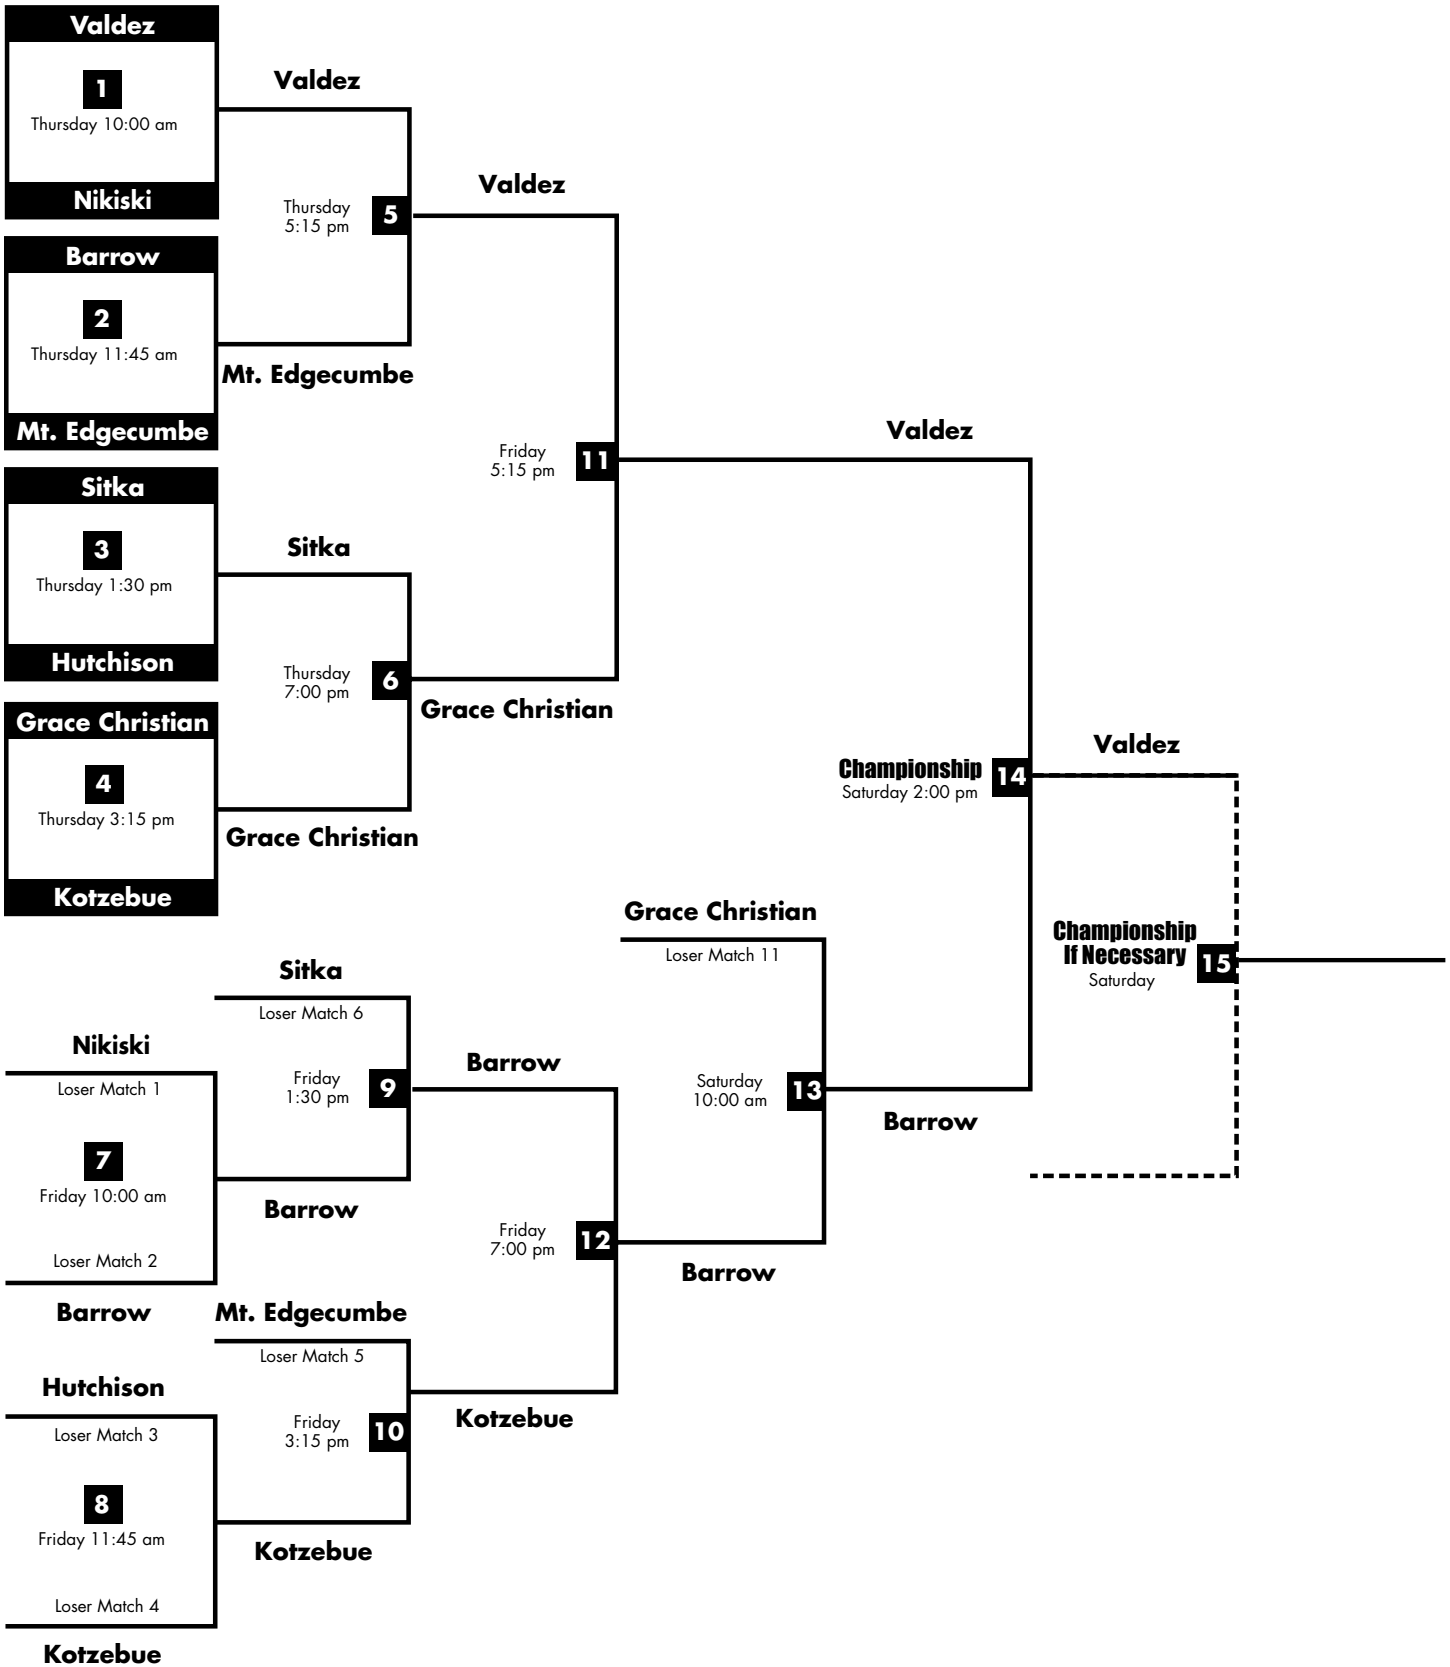 Valdez
1
Thursday 10:00 am
Nikiski
Valdez
Barrow
2
Thursday 11:45 am
Mt. Edgecumbe
Mt. Edgecumbe
Thursday
5:15 pm
5
Valdez
Sitka
3
Thursday 1:30 pm
Hutchison
Sitka
Grace Christian
4
Thursday 3:15 pm
Kotzebue
Grace Christian
Thursday
7:00 pm
6
Grace Christian
Friday
5:15 pm
11
Valdez
Championship
Saturday 2:00 pm
14
Valdez
Championship
If Necessary
Saturday
15
Nikiski
Loser Match 1
7
Friday 10:00 am
Loser Match 2
Barrow
Sitka
Loser Match 6
Friday
1:30 pm
9
Barrow
Barrow
Hutchison
Loser Match 3
8
Friday 11:45 am
Loser Match 4
Kotzebue
Mt. Edgecumbe
Loser Match 5
Friday
3:15 pm
10
Kotzebue
Kotzebue
Friday
7:00 pm
12
Barrow
Grace Christian
Loser Match 11
Saturday
10:00 am
13
Barrow